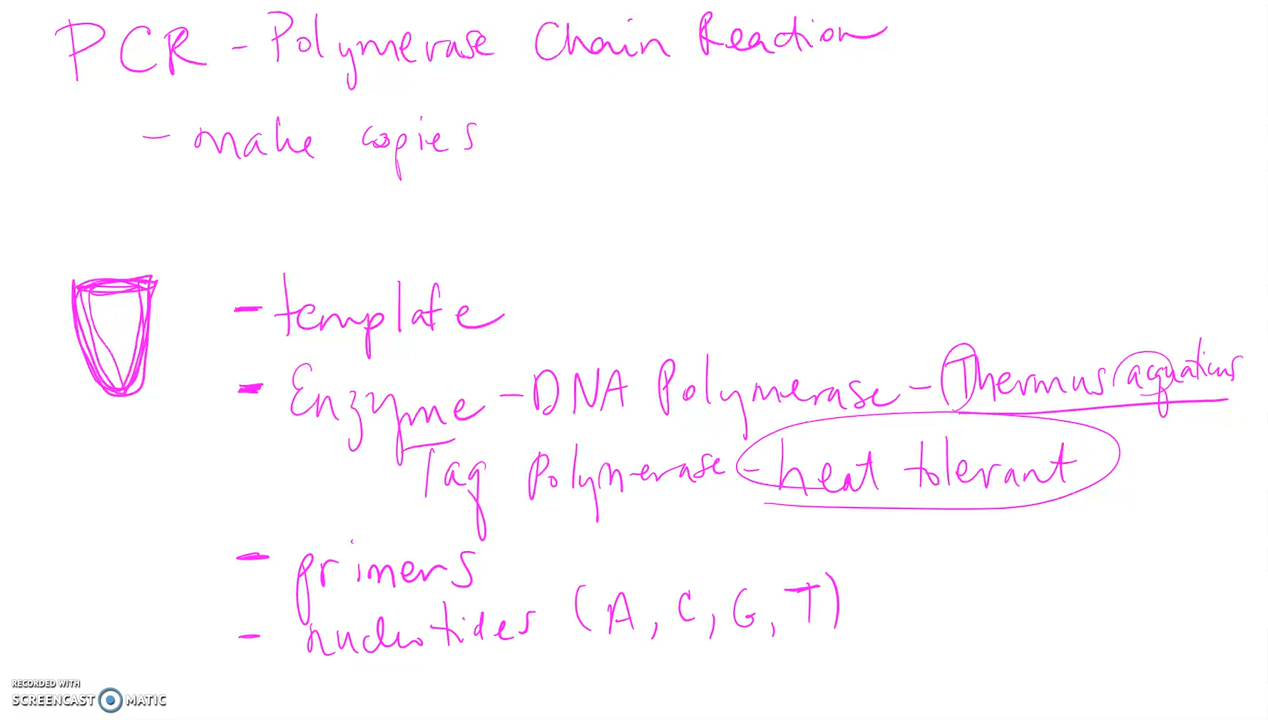 PCR - Polymerase Chain Reaction
- make copies
- template
- Enzyme - DNA Polymerase - Thermus acquaticus
Taq Polymerase - heat tolerant
- primers
- nucleotides (A, C, G, T)
RECORDED WITH
SCREENCAST MATIC